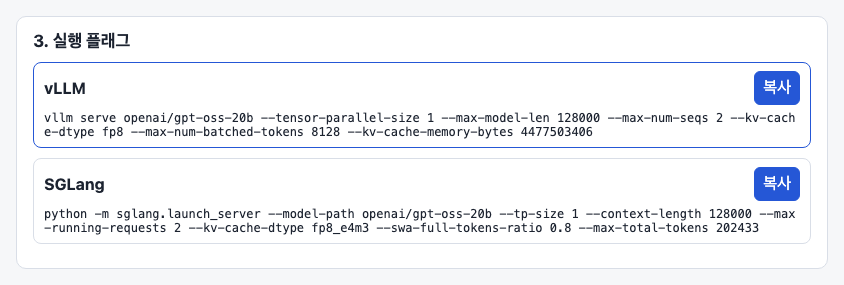 3. 실행 플래그
vLLM
복사
vllm serve openai/gpt-oss-20b --tensor-parallel-size 1 --max-model-len 128000 --max-num-seqs 2 --kv-cach
e-dtype fp8 --max-num-batched-tokens 8128 --kv-cache-memory-bytes 4477503406
SGLang
복사
python -m sglang.launch_server --model-path openai/gpt-oss-20b --tp-size 1 --context-length 128000 --max
-running-requests 2 --kv-cache-dtype fp8_e4m3 --swa-full-tokens-ratio 0.8 --max-total-tokens 202433